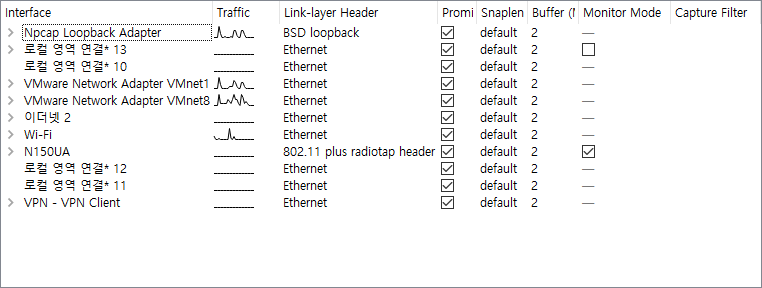 Interface Traffic Link-layer Header Promi Snaplen Buffer (M Monitor Mode Capture Filter
Npcap Loopback Adapter BSD loopback default 2 —
로컬 영역 연결* 13 Ethernet default 2
로컬 영역 연결* 10 Ethernet default 2 —
VMware Network Adapter VMnet1 Ethernet default 2 —
VMware Network Adapter VMnet8 Ethernet default 2 —
이더넷 2 Ethernet default 2 —
Wi-Fi Ethernet default 2 —
N150UA 802.11 plus radiotap header default 2
로컬 영역 연결* 12 Ethernet default 2 —
로컬 영역 연결* 11 Ethernet default 2 —
VPN - VPN Client Ethernet default 2 —